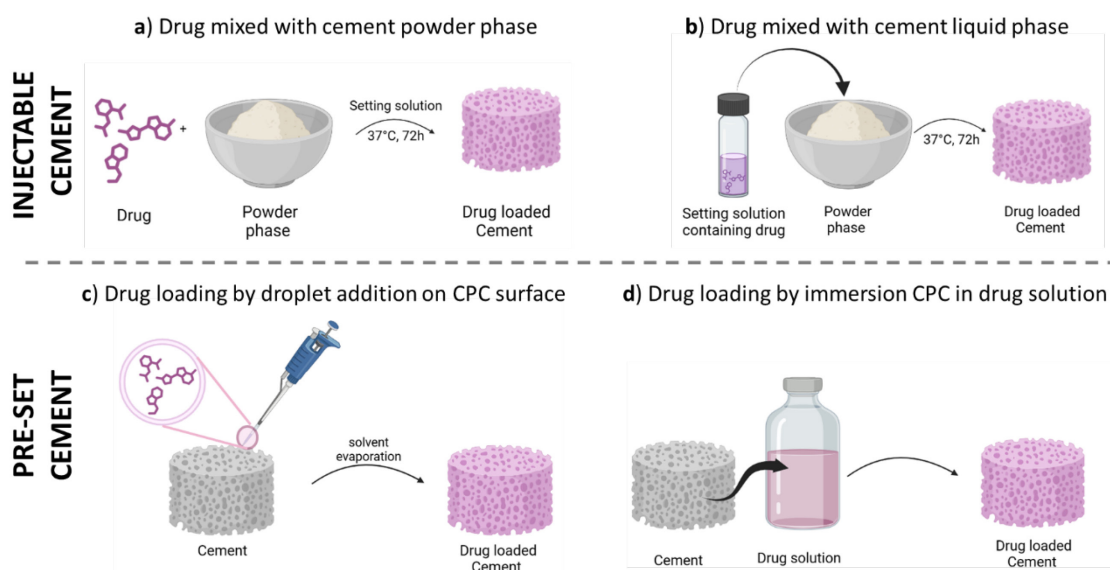 INJECTABLE
CEMENT
a) Drug mixed with cement powder phase
Drug
+
Powder
phase
Setting solution
37°C, 72h
Drug loaded
Cement
b) Drug mixed with cement liquid phase
Setting solution
containing drug
Powder
phase
37°C, 72h
Drug loaded
Cement
PRE-SET
CEMENT
c) Drug loading by droplet addition on CPC surface
Cement
solvent
evaporation
Drug loaded
Cement
d) Drug loading by immersion CPC in drug solution
Cement
Drug solution
Drug loaded
Cement